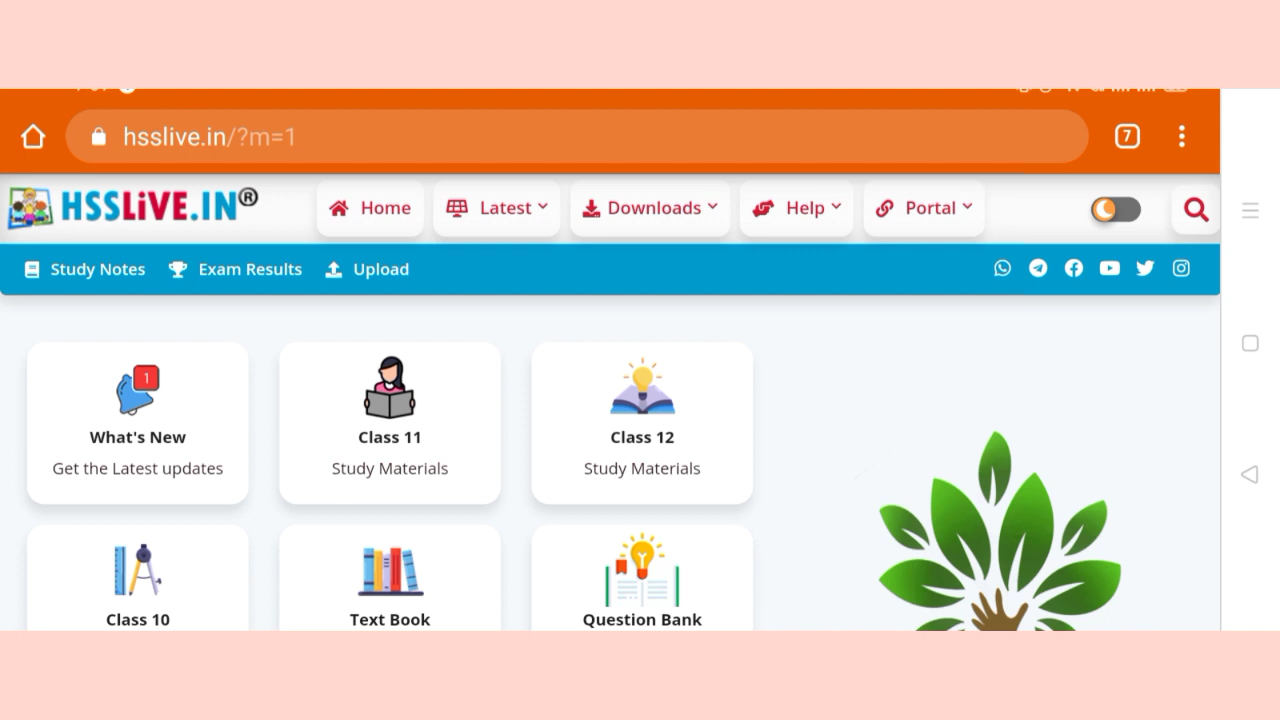 hsslive.in/?m=1
7
HSSLiVE.IN®
Home
Latest
Downloads
Help
Portal
Study Notes
Exam Results
Upload
1
What's New
Get the Latest updates
Class 11
Study Materials
Class 12
Study Materials
Class 10
Text Book
Question Bank